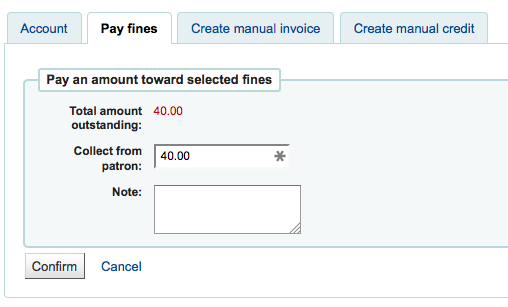 Account Pay fines Create manual invoice Create manual credit
Pay an amount toward selected fines
Total amount outstanding: 40.00
Collect from patron: 40.00 *
Note:
Confirm Cancel